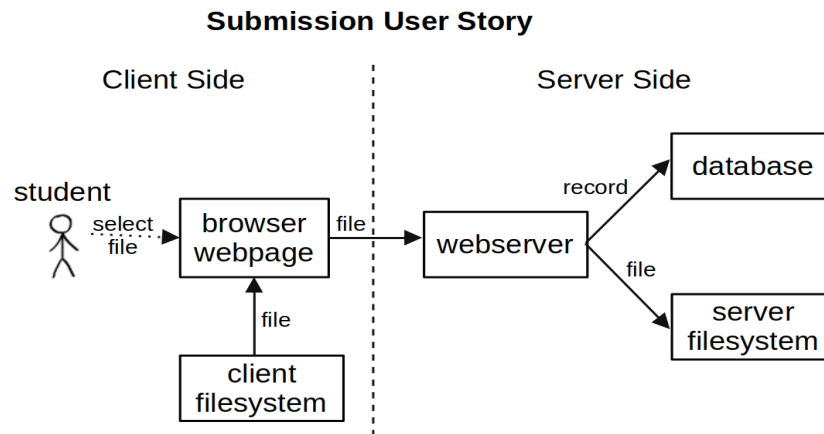 Submission User Story
Client Side
Server Side
student
select
file
browser
webpage
file
file
client
filesystem
webserver
record
file
database
server
filesystem